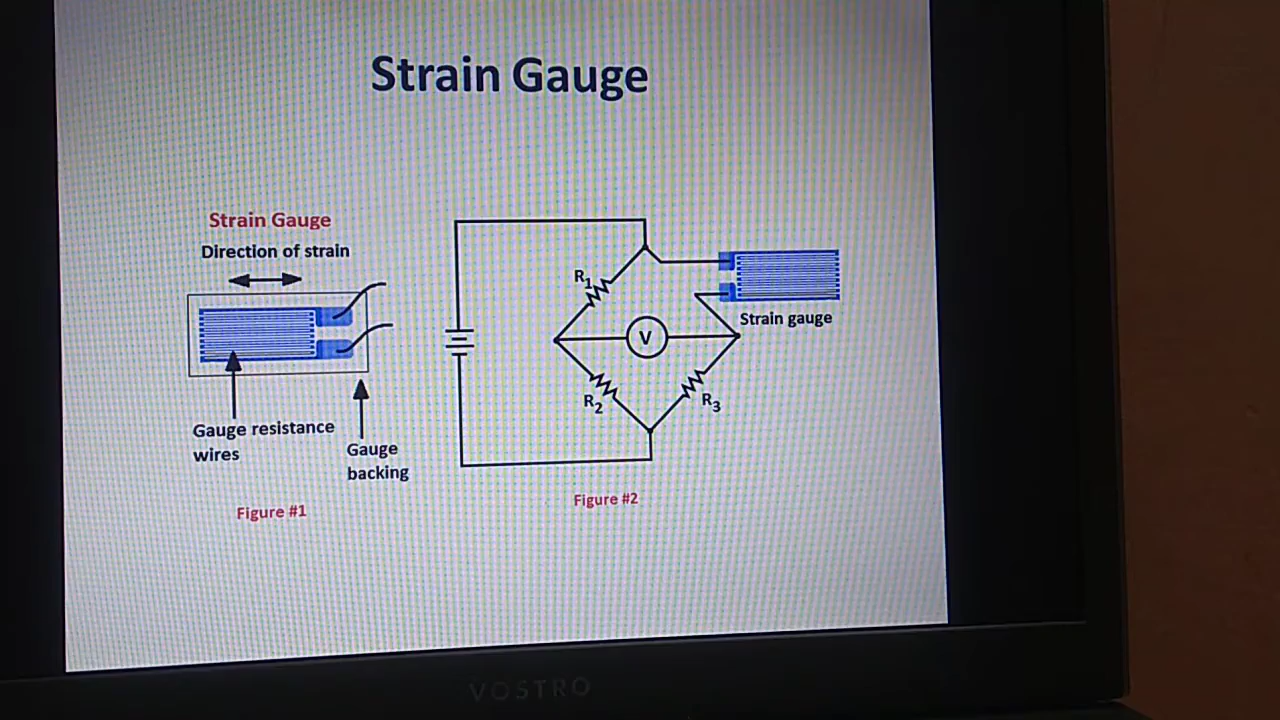 Strain Gauge
Strain Gauge
Direction of strain
Gauge resistance
wires
Gauge
backing
Figure #1
R1
V
R2
R3
Strain gauge
Figure #2
VOSTRO